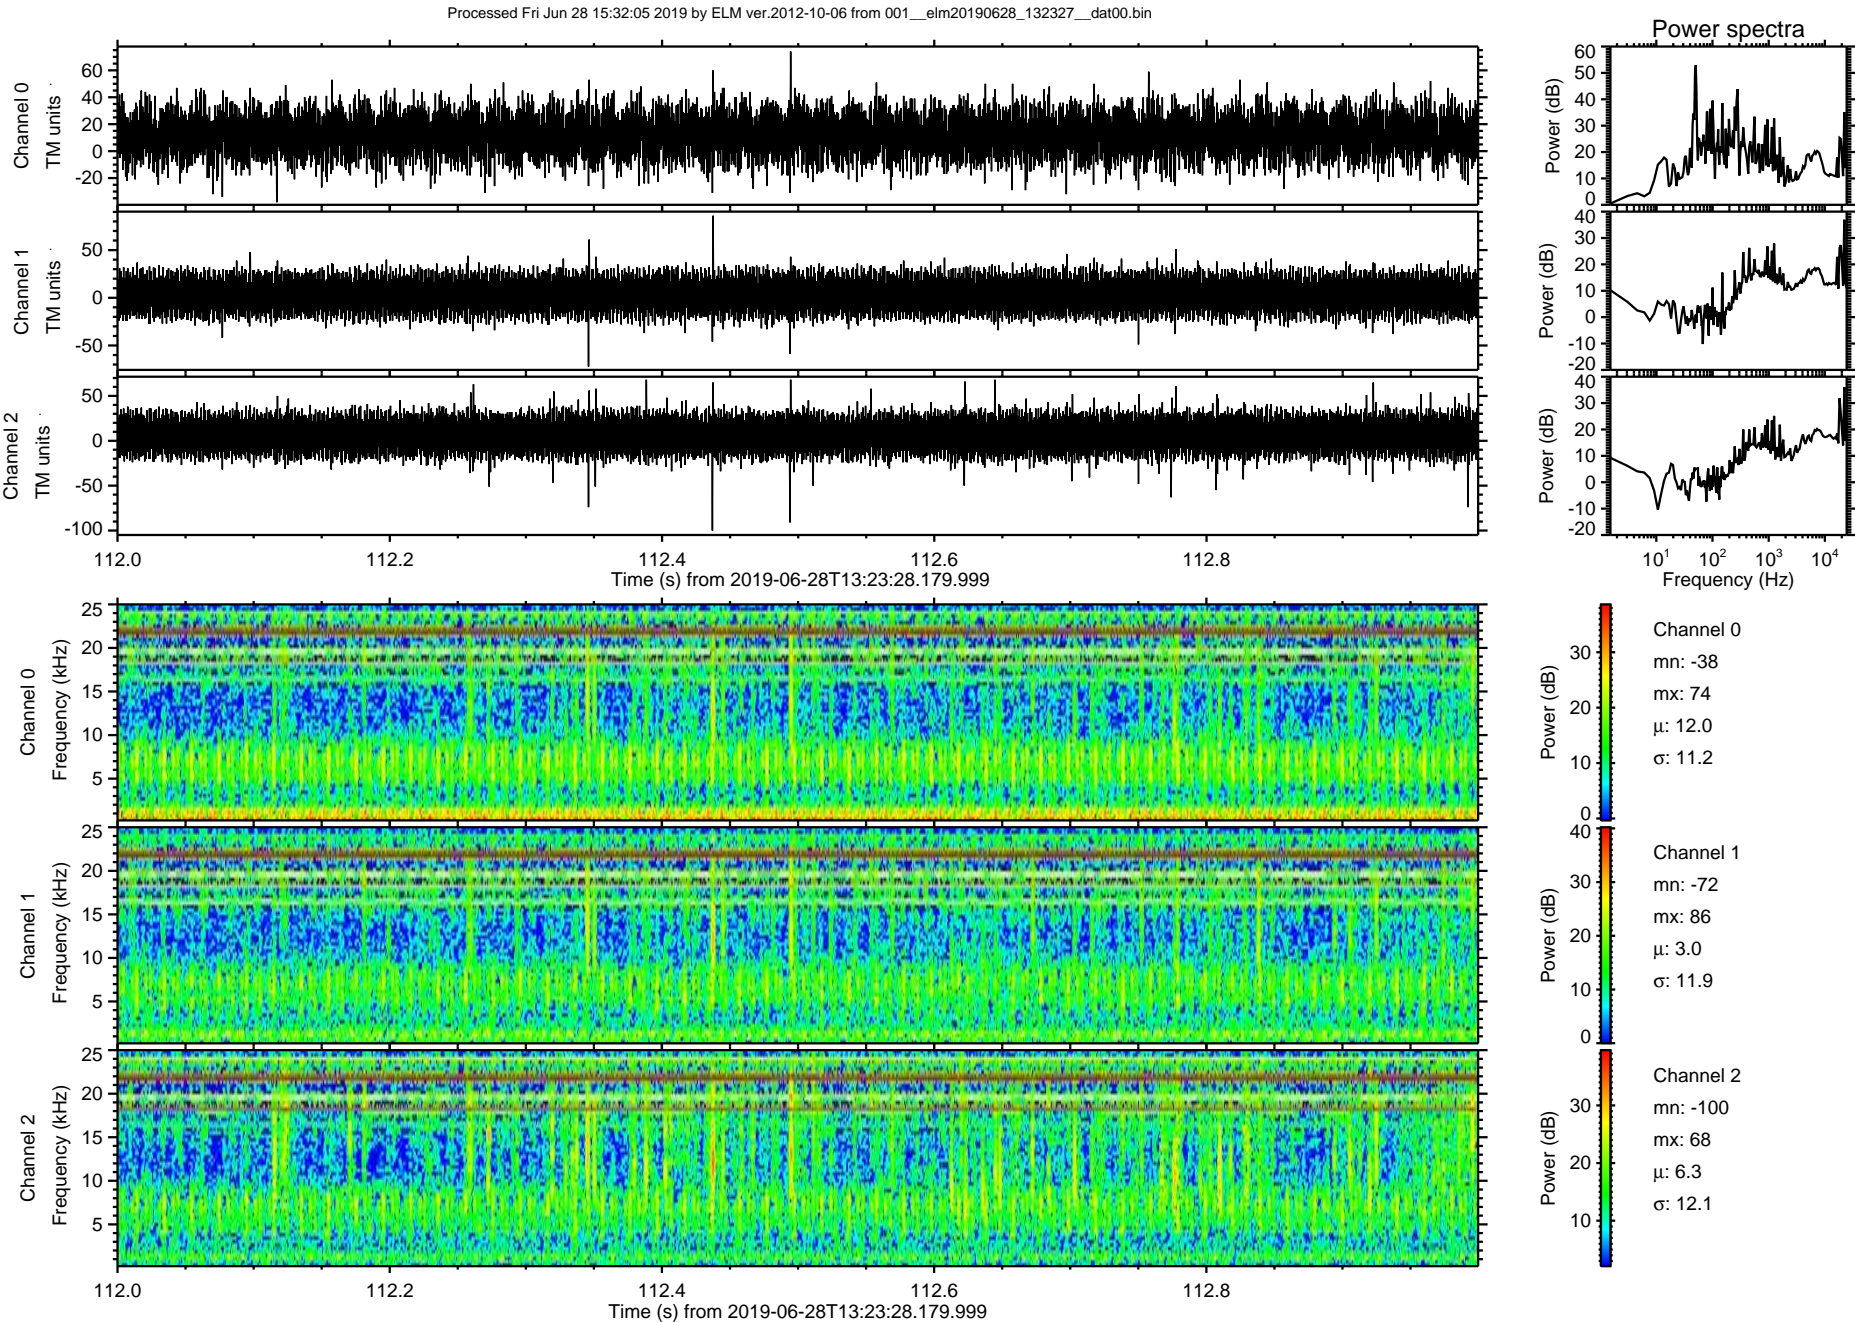 Processed Fri Jun 28 15:32:05 2019 by ELM ver.2012-10-06 from 001__elm20190628_132327__dat00.bin
Power spectra
Channel 0
TM units
60
40
20
0
-20
Power (dB)
60
50
40
30
20
10
0
Channel 1
TM units
50
0
-50
Power (dB)
40
30
20
10
0
-10
-20
Channel 2
TM units
50
0
-50
-100
Power (dB)
40
30
20
10
0
-10
-20
112.0 112.2 112.4 112.6 112.8
Time (s) from 2019-06-28T13:23:28.179.999
10¹ 10² 10³ 10⁴
Frequency (Hz)
Channel 0
Frequency (kHz)
25
20
15
10
5
Power (dB)
30
20
10
0
Channel 0
mn: -38
mx: 74
µ: 12.0
σ: 11.2
Channel 1
Frequency (kHz)
25
20
15
10
5
Power (dB)
40
30
20
10
0
Channel 1
mn: -72
mx: 86
µ: 3.0
σ: 11.9
Channel 2
Frequency (kHz)
25
20
15
10
5
Power (dB)
30
20
10
Channel 2
mn: -100
mx: 68
µ: 6.3
σ: 12.1
112.0 112.2 112.4 112.6 112.8
Time (s) from 2019-06-28T13:23:28.179.999